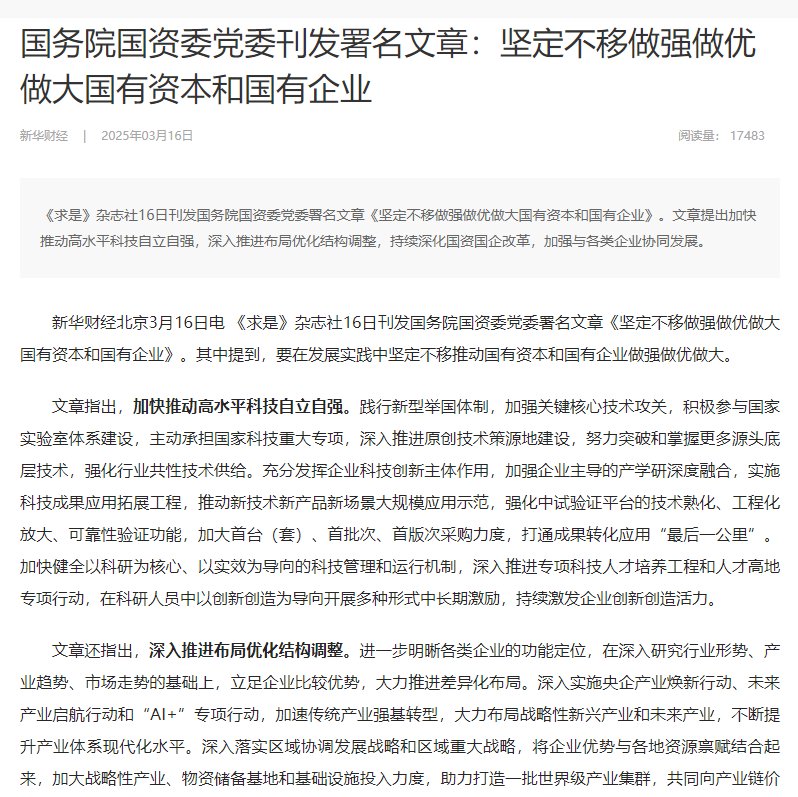 国务院国资委党委刊发署名文章：坚定不移做强做优
做大国有资本和国有企业
新华财经 | 2025年03月16日 阅读量： 17483
《求是》杂志社16日刊发国务院国资委党委署名文章《坚定不移做强做优做大国有资本和国有企业》。文章提出加快
推动高水平科技自立自强，深入推进布局优化结构调整，持续深化国资国企改革，加强与各类企业协同发展。
新华财经北京3月16日电 《求是》杂志社16日刊发国务院国资委党委署名文章《坚定不移做强做优做大
国有资本和国有企业》。其中提到，要在发展实践中坚定不移推动国有资本和国有企业做强做优做大。
文章指出，加快推动高水平科技自立自强。践行新型举国体制，加强关键核心技术攻关，积极参与国家
实验室体系建设，主动承担国家科技重大专项，深入推进原创技术策源地建设，努力突破和掌握更多源头底
层技术，强化行业共性技术供给。充分发挥企业科技创新主体作用，加强企业主导的产学研深度融合，实施
科技成果应用拓展工程，推动新技术新产品新场景大规模应用示范，强化中试验证平台的技术熟化、工程化
放大、可靠性验证功能，加大首台（套）、首批次、首版次采购力度，打通成果转化应用“最后一公里”。
加快健全以科研为核心、以实效为导向的科技管理和运行机制，深入推进专项科技人才培养工程和人才高地
专项行动，在科研人员中以创新创造为导向开展多种形式中长期激励，持续激发企业创新创造活力。
文章还指出，深入推进布局优化结构调整。进一步明晰各类企业的功能定位，在深入研究行业形势、产
业趋势、市场走势的基础上，立足企业比较优势，大力推进差异化布局。深入实施央企产业焕新行动、未来
产业启航行动和“AI+”专项行动，加速传统产业强基转型，大力布局战略性新兴产业和未来产业，不断提
升产业体系现代化水平。深入落实区域协调发展战略和区域重大战略，将企业优势与各地资源禀赋结合起
来，加大战略性产业、物资储备基地和基础设施投入力度，助力打造一批世界级产业集群，共同向产业链价